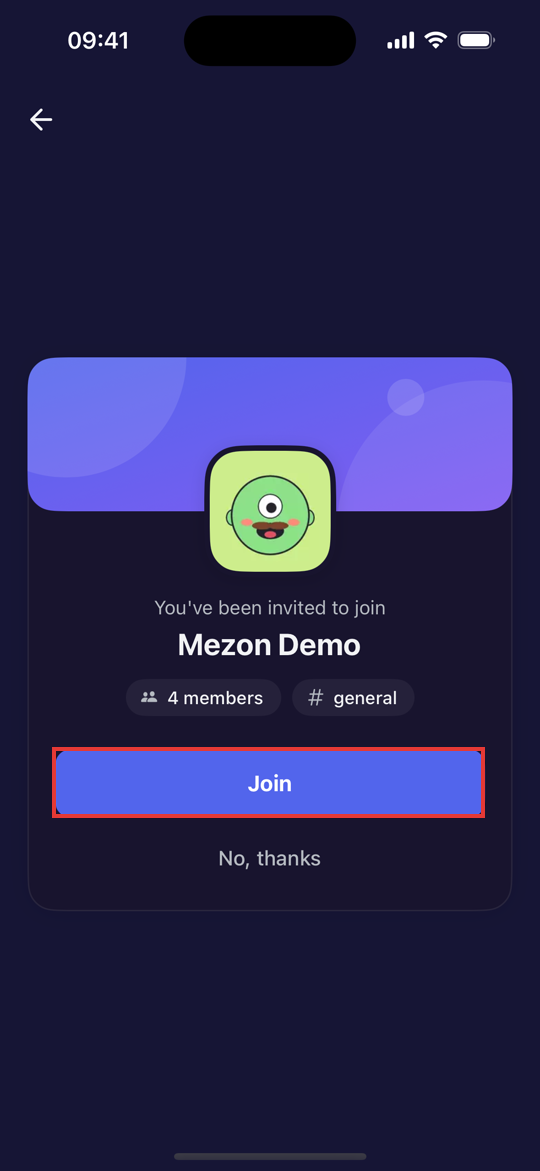 09:41
You've been invited to join
Mezon Demo
4 members
# general
Join
No, thanks